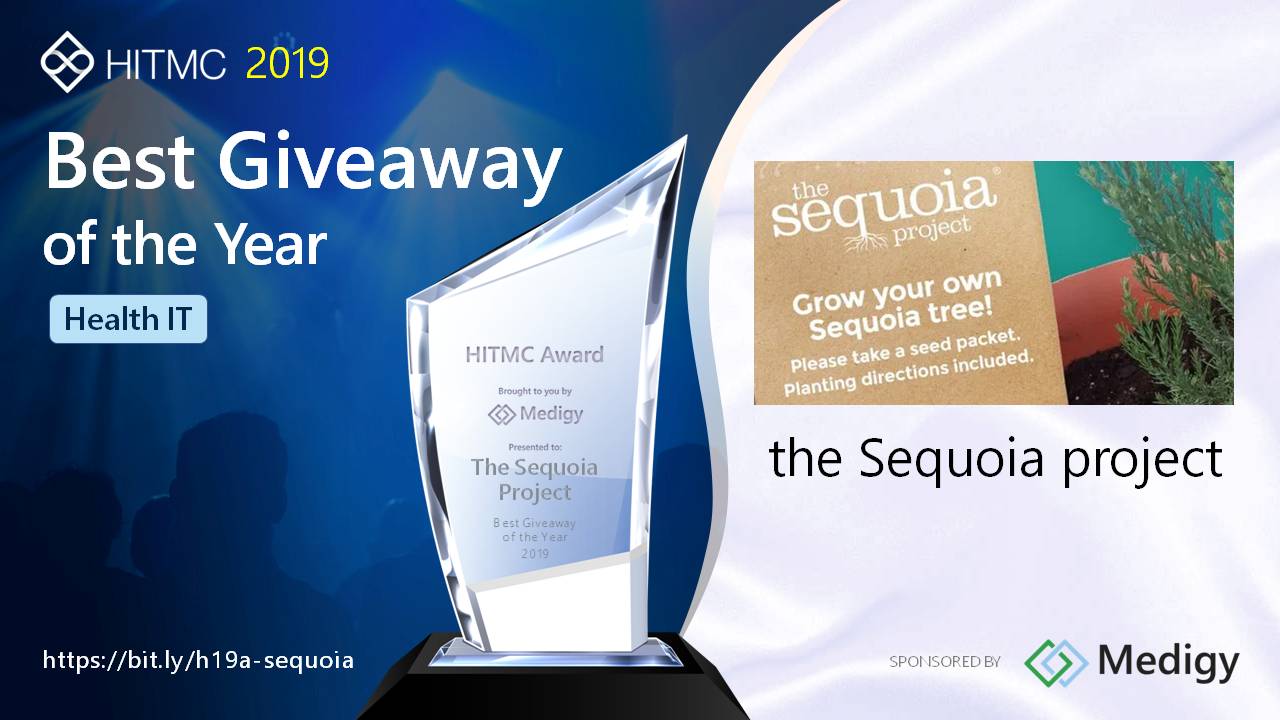 HITMC 2019
Best Giveaway
of the Year
Health IT
HITMC Award
Brought to you by
Medigy
Presented to:
The Sequoia
Project
Best Giveaway
of the Year
2019
https://bit.ly/h19a-sequoia
the
sequoia®
project
Grow your own
Sequoia tree!
Please take a seed packet.
Planting directions included.
the Sequoia project
SPONSORED BY
Medigy